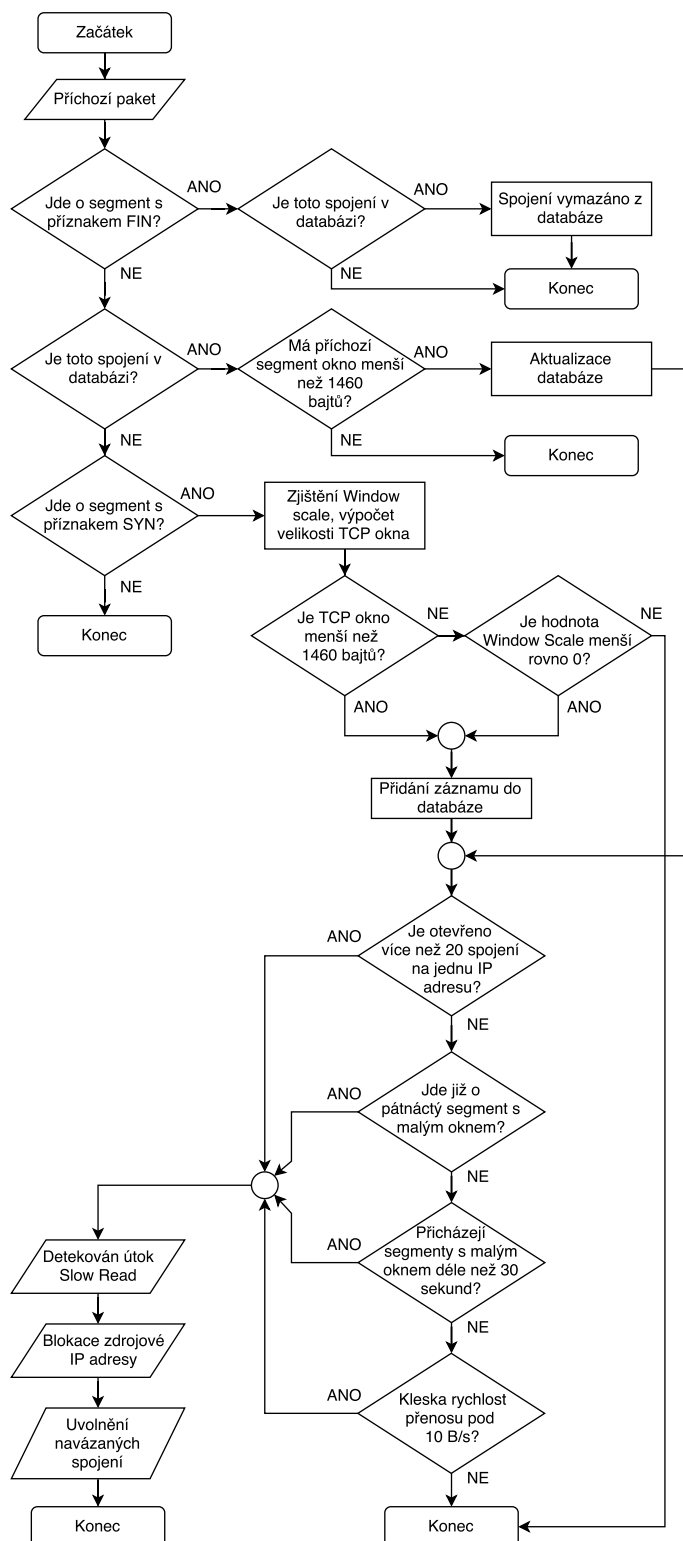 Začátek
Příchozí paket
Jde o segment s
příznakem FIN?
ANO
NE
Je toto spojení v
databázi?
ANO
NE
Spojení vymazáno z
databáze
Konec
Je toto spojení v
databázi?
ANO
NE
Má příchozí
segment okno menší
než 1460
bajtů?
ANO
NE
Aktualizace
databáze
Konec
Jde o segment s
příznakem SYN?
ANO
NE
Konec
Zjištění Window
scale, výpočet
velikosti TCP okna
Je TCP okno
menší než
1460 bajtů?
NE
ANO
Je hodnota
Window Scale menší
rovno 0?
NE
ANO
Přidání záznamu do
databáze
Je otevřeno
více než 20 spojení
na jednu IP
adresu?
ANO
NE
Jde již o
pátnáctý segment s
malým oknem?
ANO
NE
Přicházejí
segmenty s malým
oknem déle než 30
sekund?
ANO
NE
Kleska rychlost
přenosu pod
10 B/s?
ANO
NE
Konec
Detekován útok
Slow Read
Blokace zdrojové
IP adresy
Uvolnění
navázaných
spojení
Konec